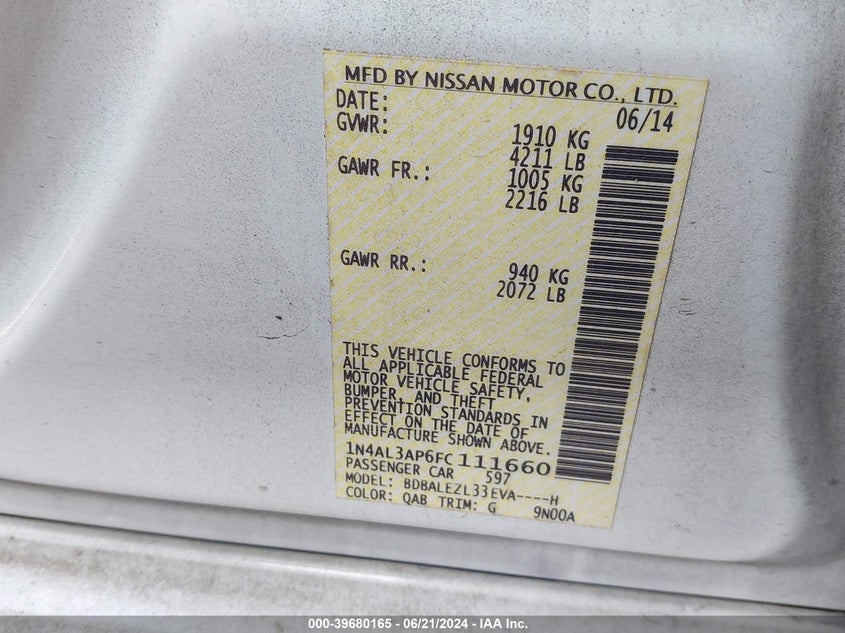 MFD BY NISSAN MOTOR CO., LTD.
DATE: 06/14
GVWR: 1910 KG
4211 LB
GAWR FR.: 1005 KG
2216 LB
GAWR RR.: 940 KG
2072 LB
THIS VEHICLE CONFORMS TO
ALL APPLICABLE FEDERAL
MOTOR VEHICLE SAFETY,
BUMPER, AND THEFT
PREVENTION STANDARDS IN
EFFECT ON THE DATE OF
MANUFACTURE SHOWN ABOVE.
1N4AL3AP6FC111660
PASSENGER CAR 597
MODEL: BDBALEZL33EVA----H
COLOR: QAB TRIM: G 9N00A
000-39680165 - 06/21/2024 - IAA Inc.